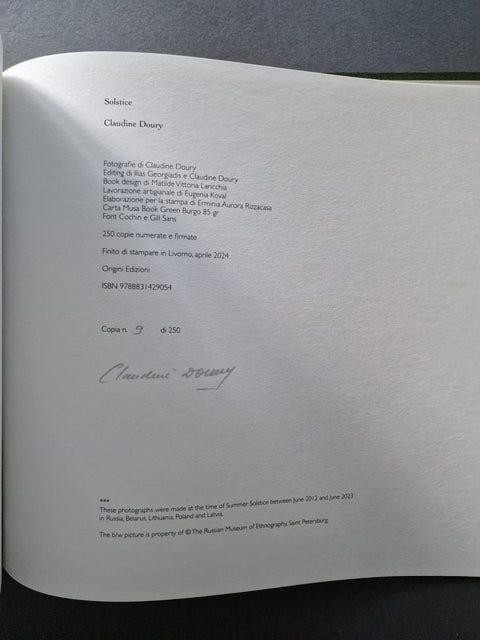 Solstice
Claudine Doury
Fotografie di Claudine Doury
Editing di Ilias Georgiadis e Claudine Doury
Book design di Matilde Vittoria Laricchia
Lavorazione artigianale di Eugenia Koval
Elaborazione per la stampa di Erminia Aurora Rizzacasa
Carta Musa Book Green Burgo 85 gr
Font Cochin e Gill Sans
250 copie numerate e firmate
Finito di stampare in Livorno, aprile 2024
Origini Edizioni
ISBN 9788831429054
Copia n. 9 di 250
Claudine Doury
***
These photographs were made at the time of Summer Solstice between June 2012 and June 2023
in Russia, Belarus, Lithuania, Poland and Latvia.
The b/w picture is property of © The Russian Museum of Ethnography, Saint Petersburg.